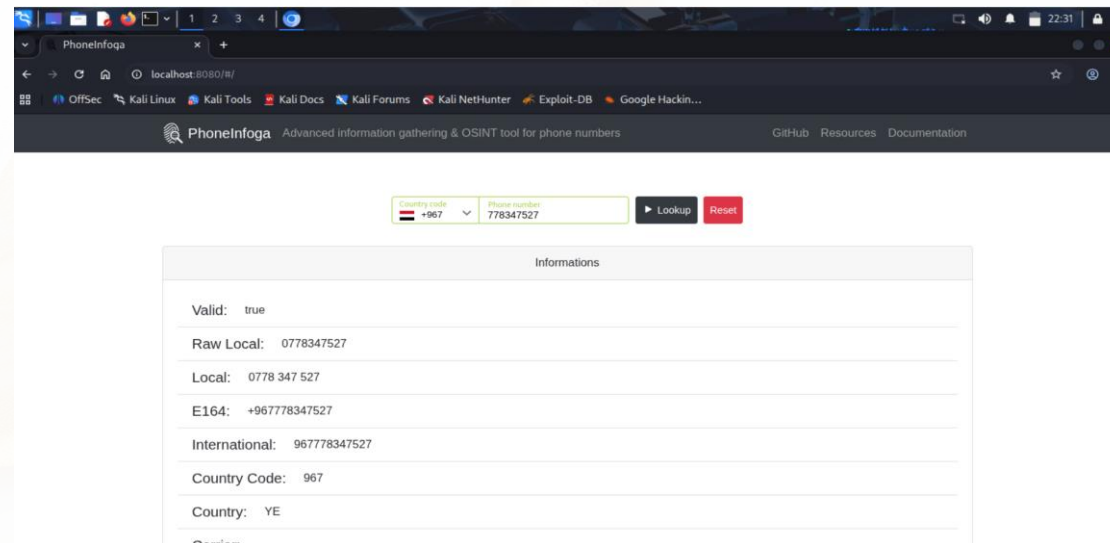 1 2 3 4 22:31
PhoneInfoga
localhost:8080/#/
OffSec Kali Linux Kali Tools Kali Docs Kali Forums Kali NetHunter Exploit-DB Google Hackin...
PhoneInfoga Advanced information gathering & OSINT tool for phone numbers GitHub Resources Documentation
Country code Phone number
+967 778347527 Lookup Reset
Informations
Valid: true
Raw Local: 0778347527
Local: 0778 347 527
E164: +967778347527
International: 967778347527
Country Code: 967
Country: YE